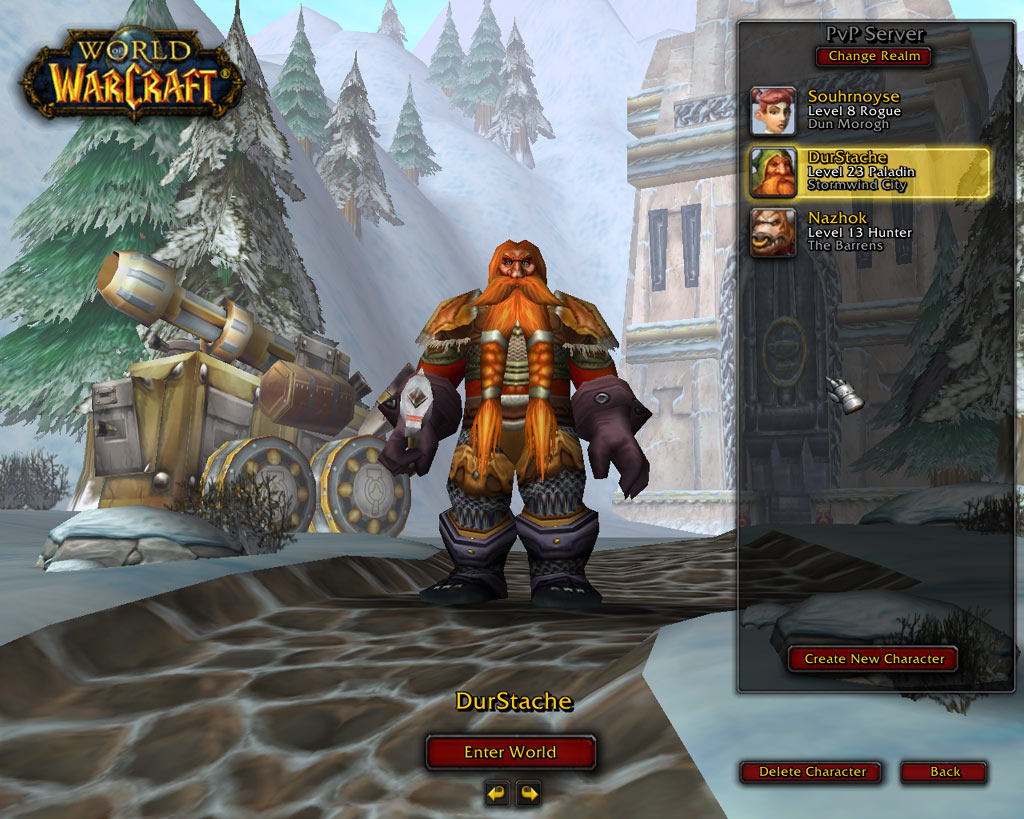 WORLD OF
WARCRAFT®
PvP Server
Change Realm
Souhrnoyse
Level 8 Rogue
Dun Morogh
DurStache
Level 23 Paladin
Stormwind City
Nazhok
Level 13 Hunter
The Barrens
Create New Character
DurStache
Enter World
Delete Character
Back